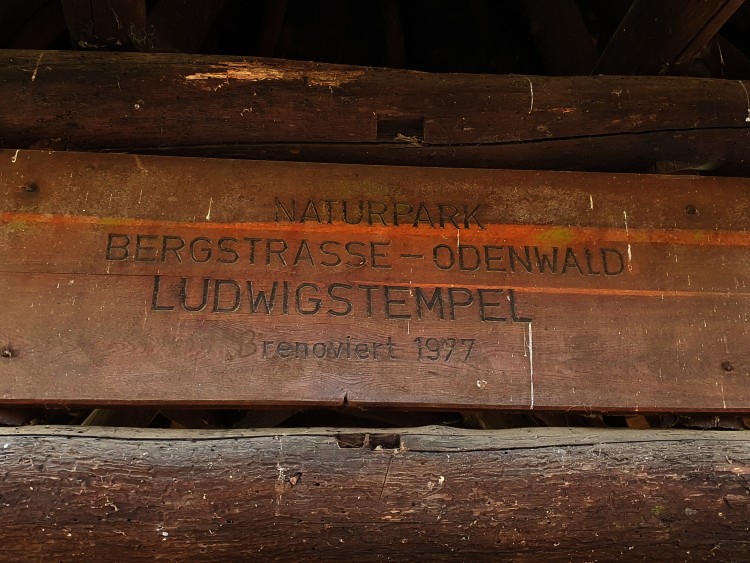 NATURPARK
BERGSTRASSE – ODENWALD
LUDWIGSTEMPEL
renoviert 1977